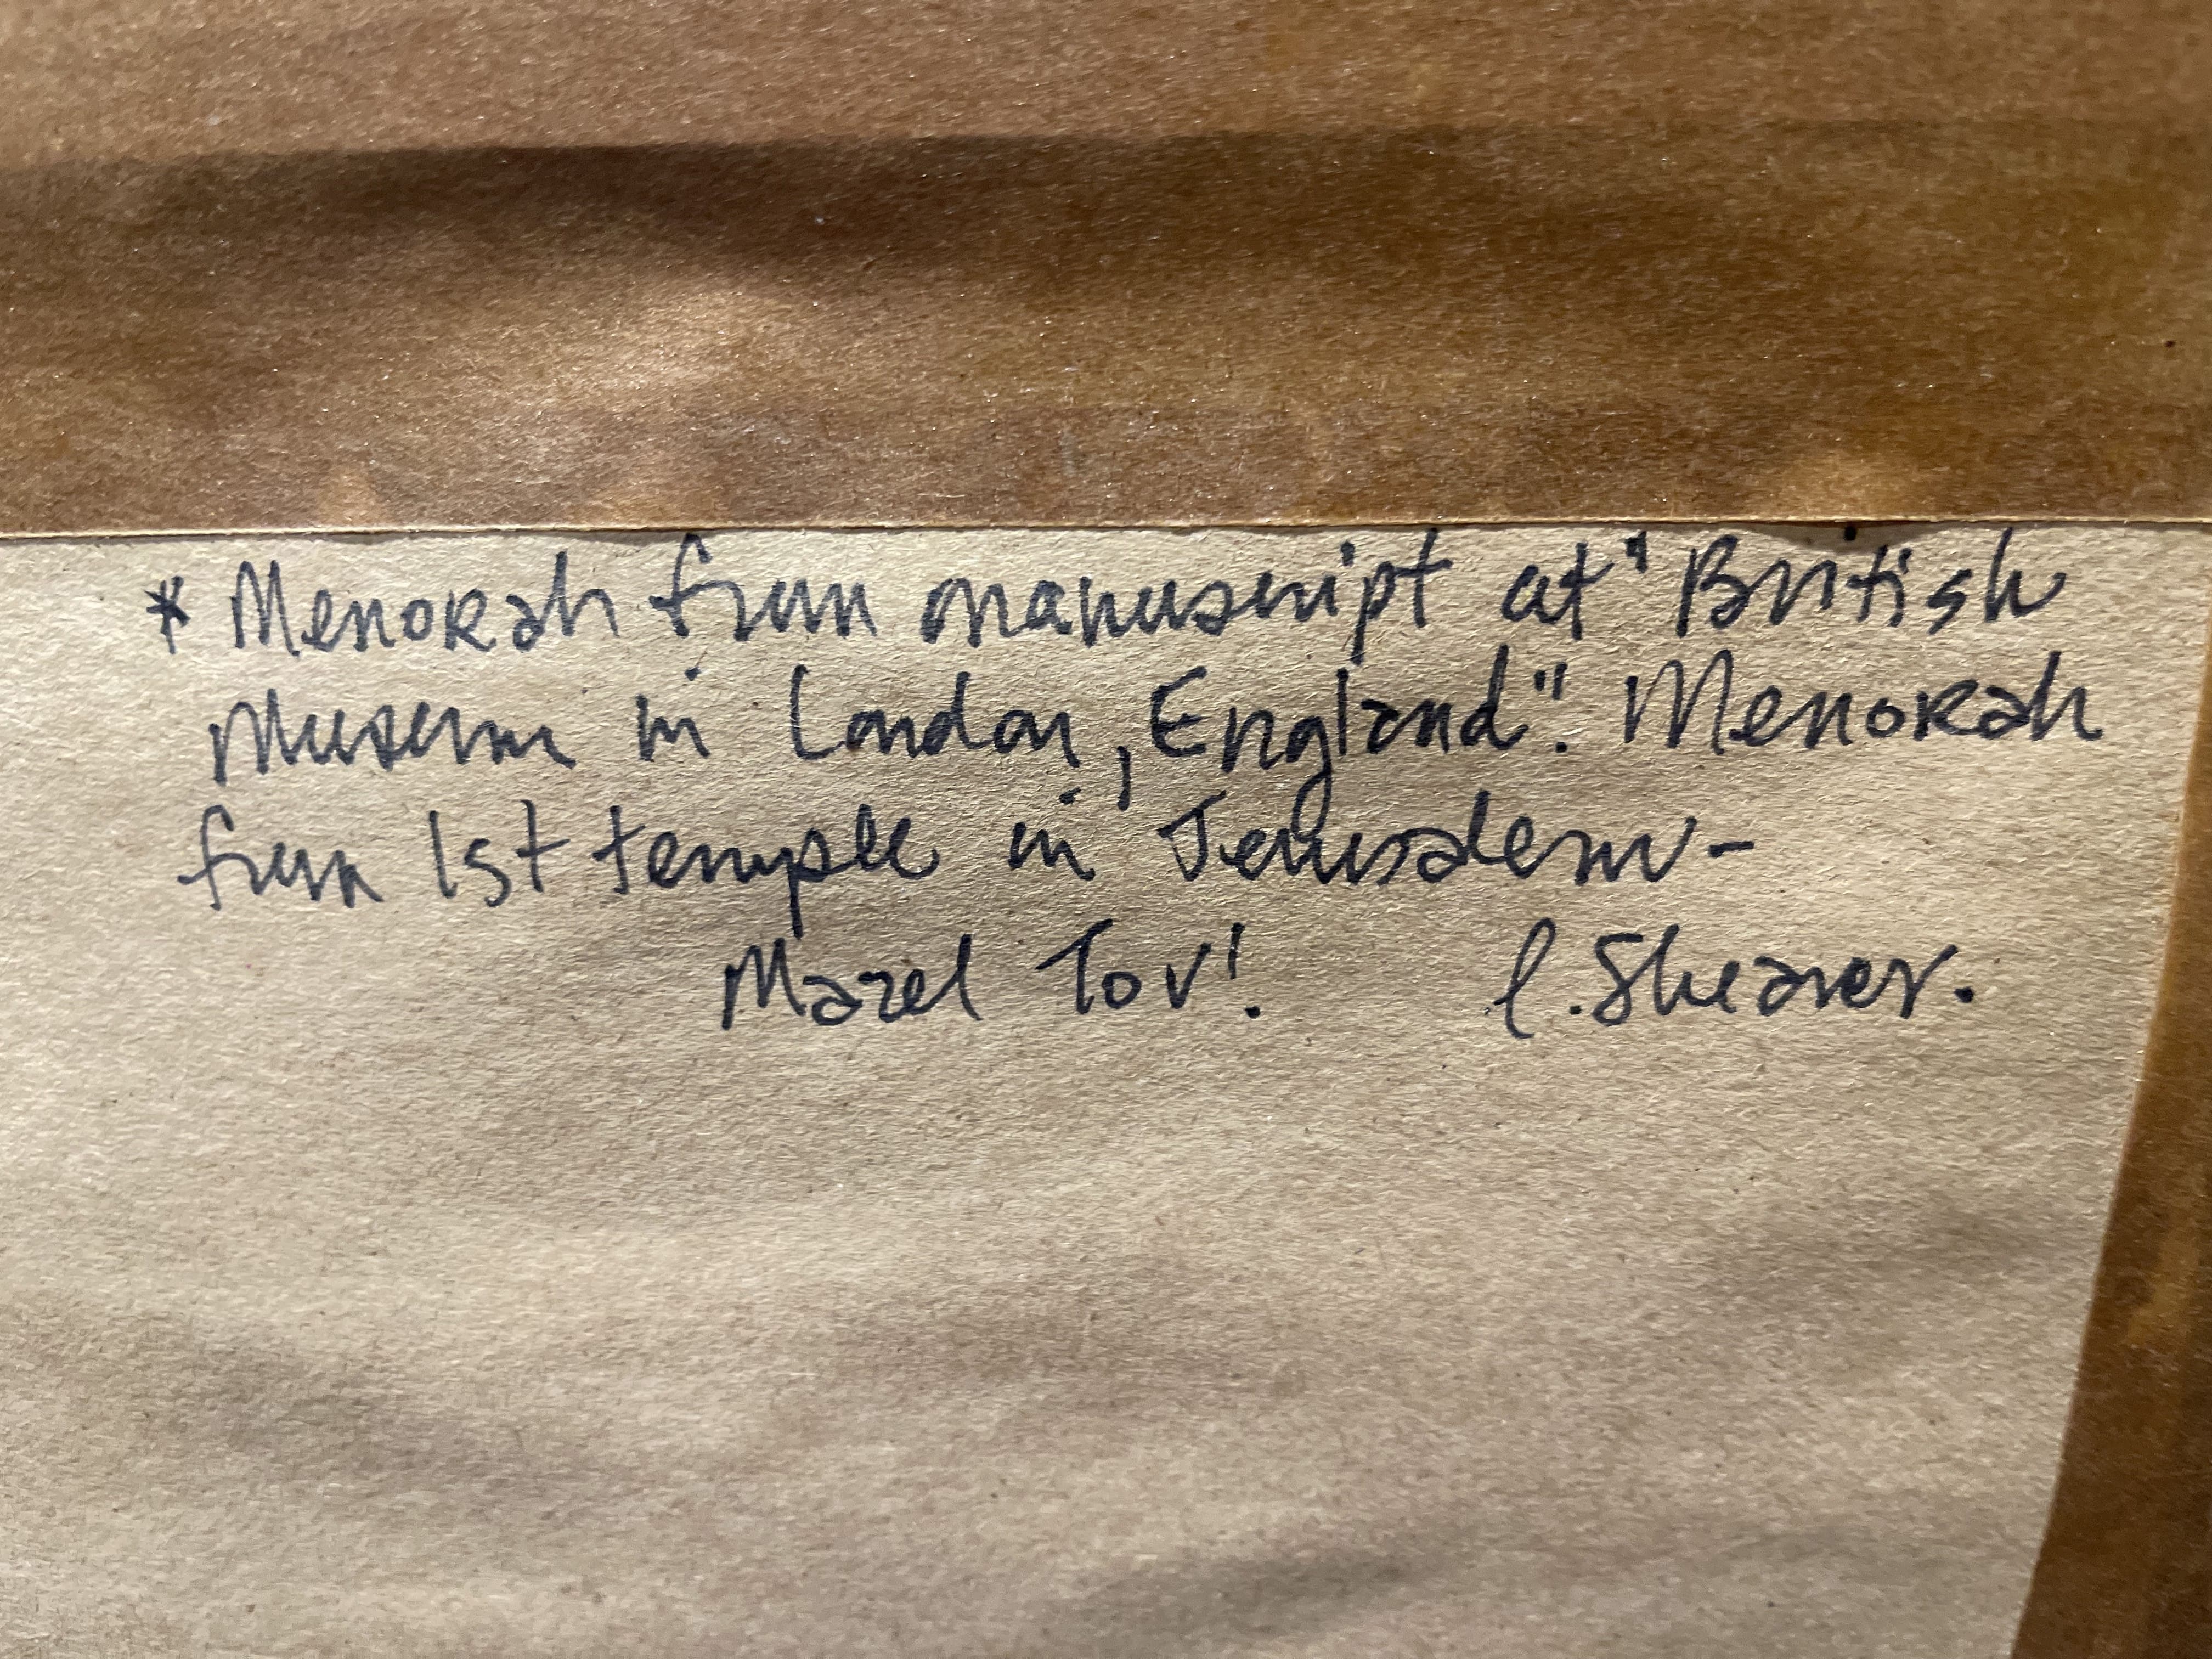 * Menorah from manuscript at "British
Museum in London, England". Menorah
from 1st temple in Jerusalem-
Mazel Tov! l. Shearer.